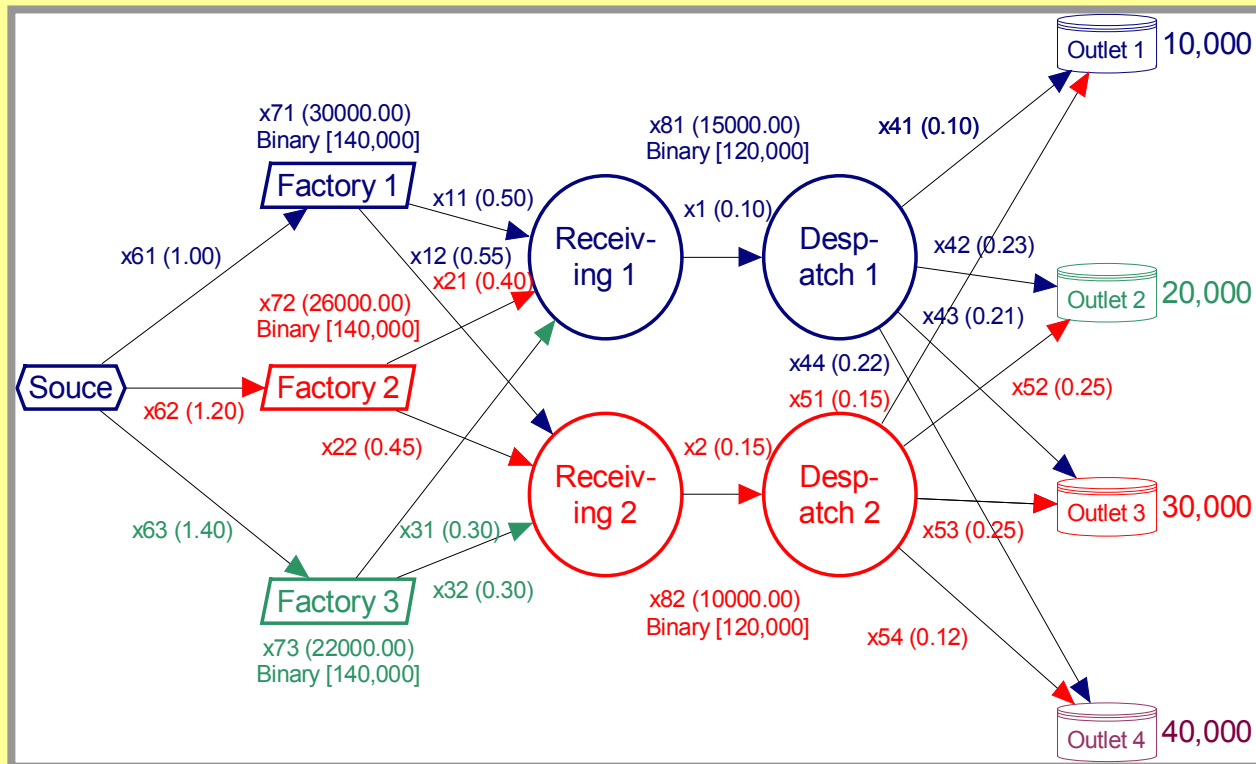 Outlet 1
10,000
x71 (30000.00)
Binary [140,000]
x81 (15000.00)
Binary [120,000]
x41 (0.10)
Factory 1
x11 (0.50)
x1 (0.10)
Receiv-
ing 1
Desp-
atch 1
x61 (1.00)
x12 (0.55)
x42 (0.23)
x21 (0.40)
x72 (26000.00)
Binary [140,000]
Outlet 2
20,000
x43 (0.21)
x44 (0.22)
Souce
Factory 2
x62 (1.20)
x51 (0.15)
x52 (0.25)
x22 (0.45)
x2 (0.15)
Receiv-
ing 2
Desp-
atch 2
Outlet 3
30,000
x63 (1.40)
x31 (0.30)
x53 (0.25)
x32 (0.30)
Factory 3
x82 (10000.00)
Binary [120,000]
x54 (0.12)
x73 (22000.00)
Binary [140,000]
Outlet 4
40,000